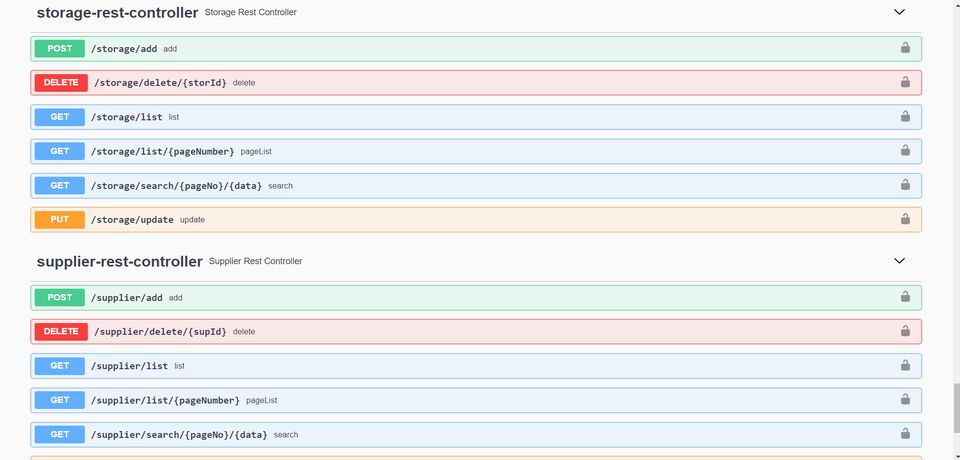 storage-rest-controller Storage Rest Controller
POST /storage/add add
DELETE /storage/delete/{storId} delete
GET /storage/list list
GET /storage/list/{pageNumber} pageList
GET /storage/search/{pageNo}/{data} search
PUT /storage/update update
supplier-rest-controller Supplier Rest Controller
POST /supplier/add add
DELETE /supplier/delete/{supId} delete
GET /supplier/list list
GET /supplier/list/{pageNumber} pageList
GET /supplier/search/{pageNo}/{data} search